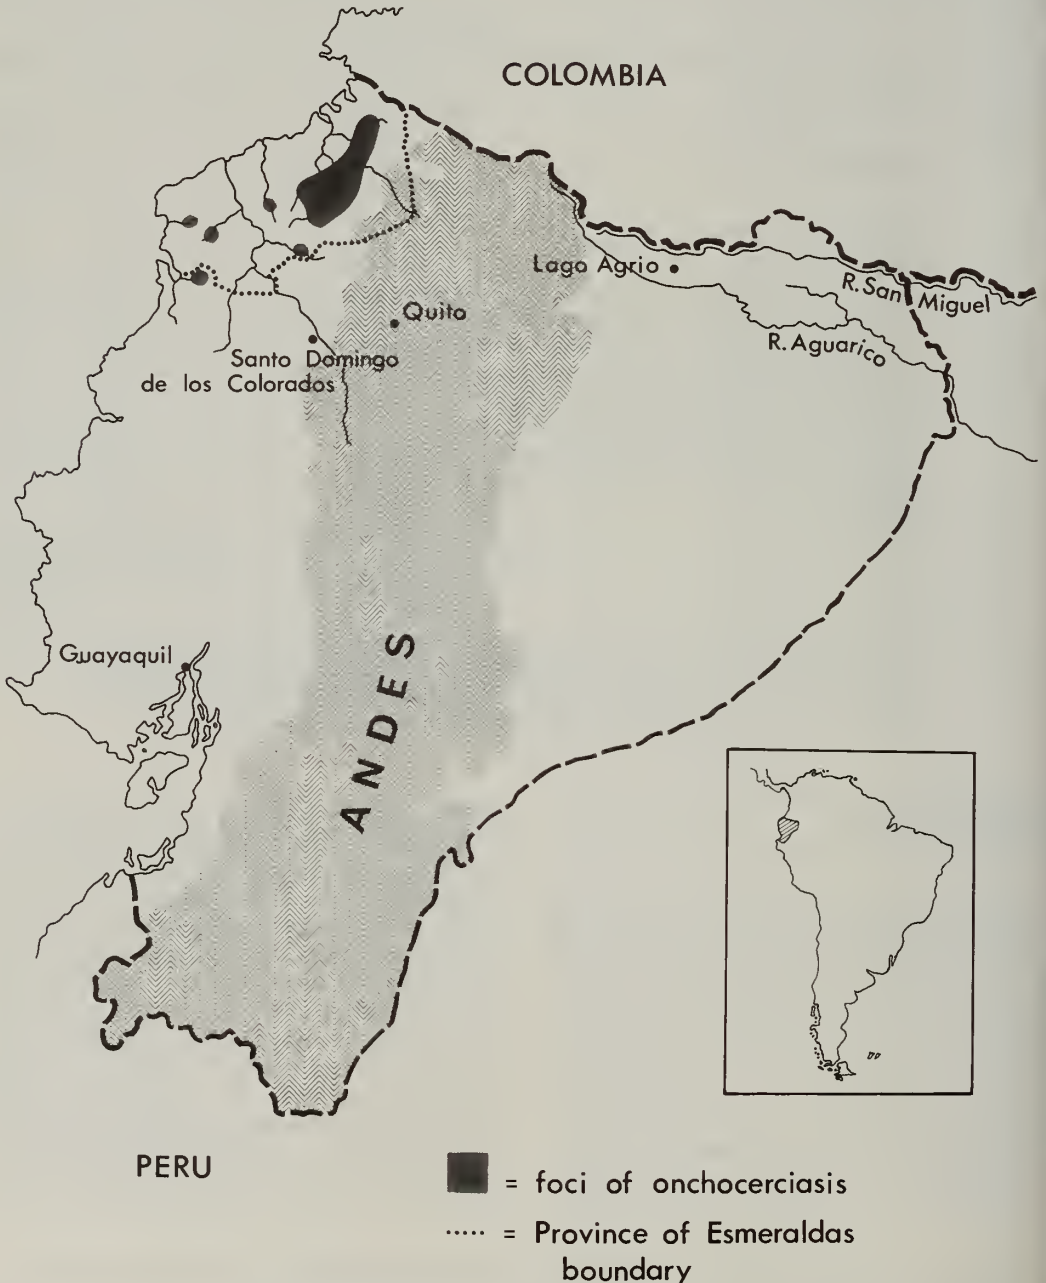 COLOMBIA
Lago Agrio
R. San Miguel
R. Aguarico
Quito
Santo Domingo
de los Colorados
Guayaquil
ANDES
PERU
= foci of onchocerciasis
= Province of Esmeraldas
boundary